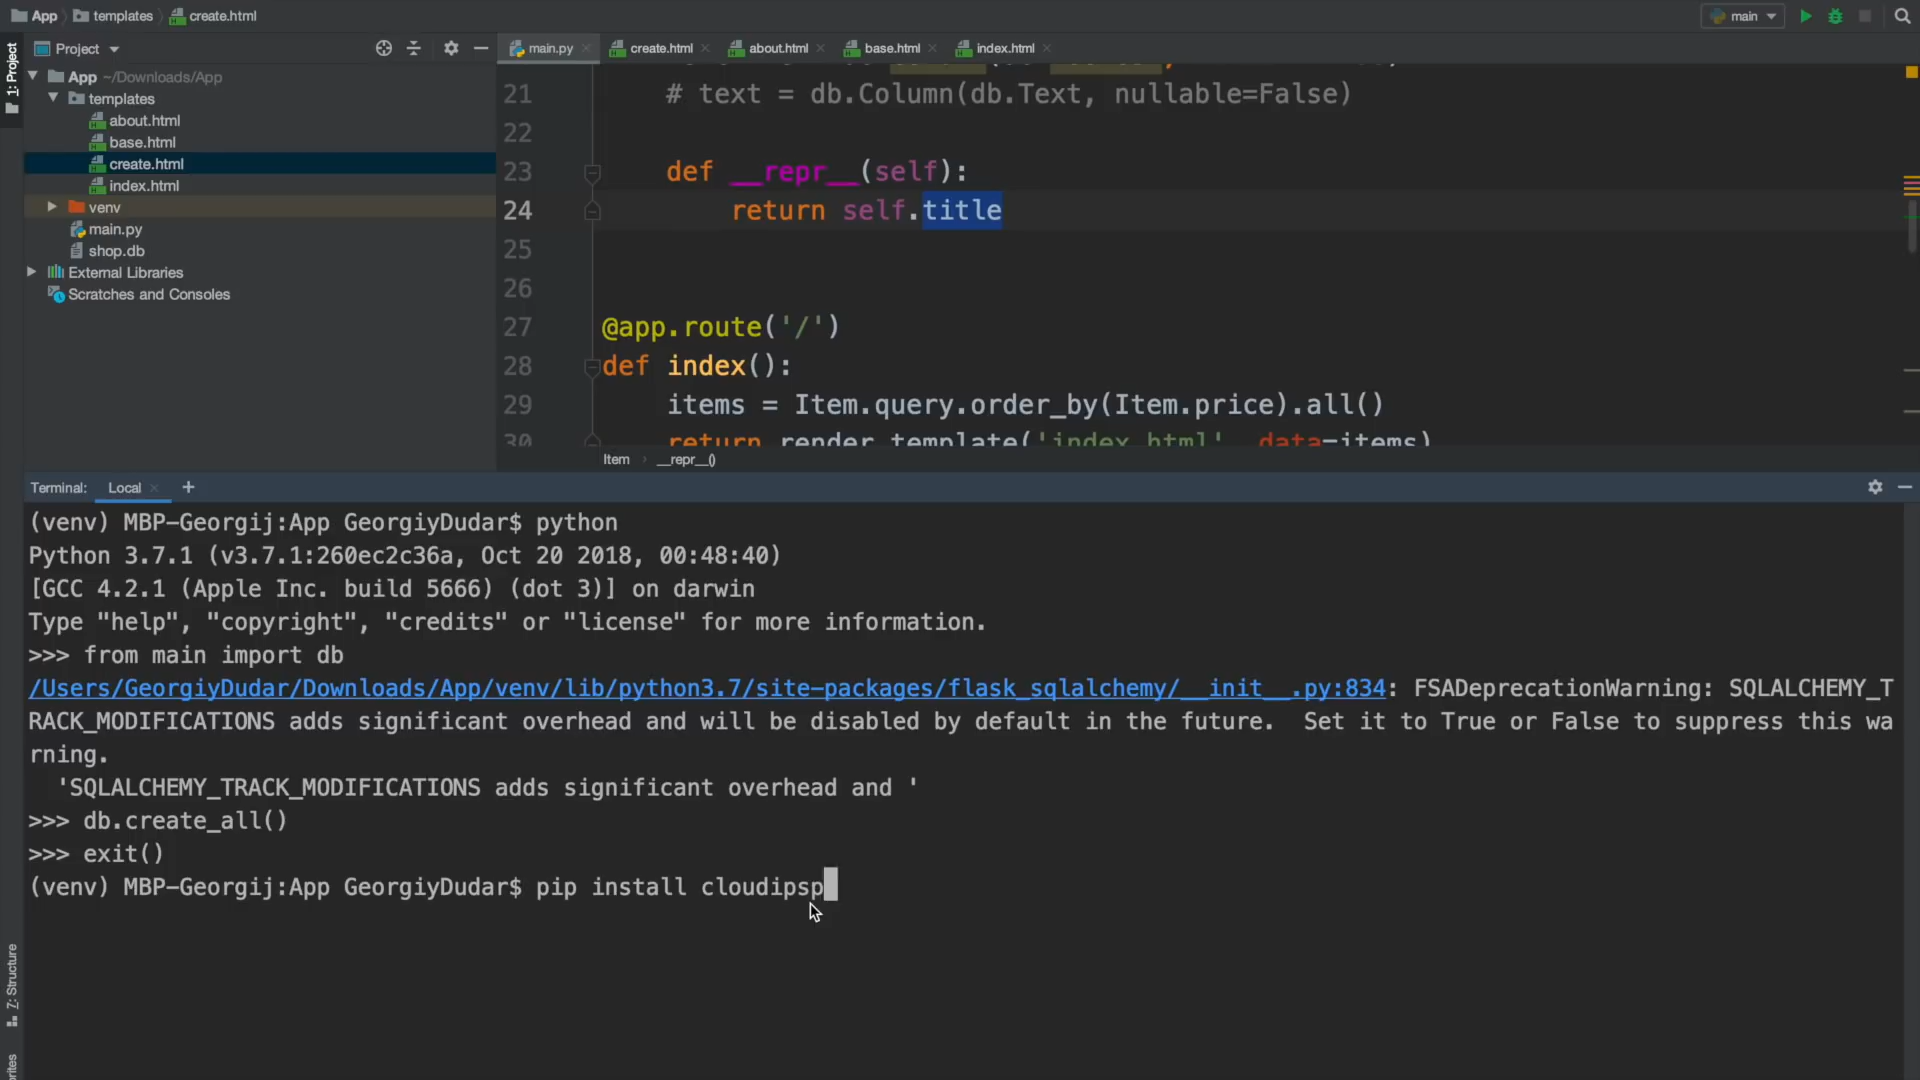 App templates create.html
main
Project
main.py create.html about.html base.html index.html
1: Project
App ~/Downloads/App
templates
about.html
base.html
create.html
index.html
venv
main.py
shop.db
External Libraries
Scratches and Consoles
21 # text = db.Column(db.Text, nullable=False)
22
23 def __repr__(self):
24 return self.title
25
26
27 @app.route('/')
28 def index():
29 items = Item.query.order_by(Item.price).all()
30 return render_template('index.html', data=items)
Item __repr__()
Terminal: Local +
(venv) MBP-Georgij:App GeorgiyDudar$ python
Python 3.7.1 (v3.7.1:260ec2c36a, Oct 20 2018, 00:48:40)
[GCC 4.2.1 (Apple Inc. build 5666) (dot 3)] on darwin
Type "help", "copyright", "credits" or "license" for more information.
>>> from main import db
/Users/GeorgiyDudar/Downloads/App/venv/lib/python3.7/site-packages/flask_sqlalchemy/__init__.py:834: FSADeprecationWarning: SQLALCHEMY_T
RACK_MODIFICATIONS adds significant overhead and will be disabled by default in the future.  Set it to True or False to suppress this wa
rning.
'SQLALCHEMY_TRACK_MODIFICATIONS adds significant overhead and '
>>> db.create_all()
>>> exit()
(venv) MBP-Georgij:App GeorgiyDudar$ pip install cloudipsp
Z: Structure